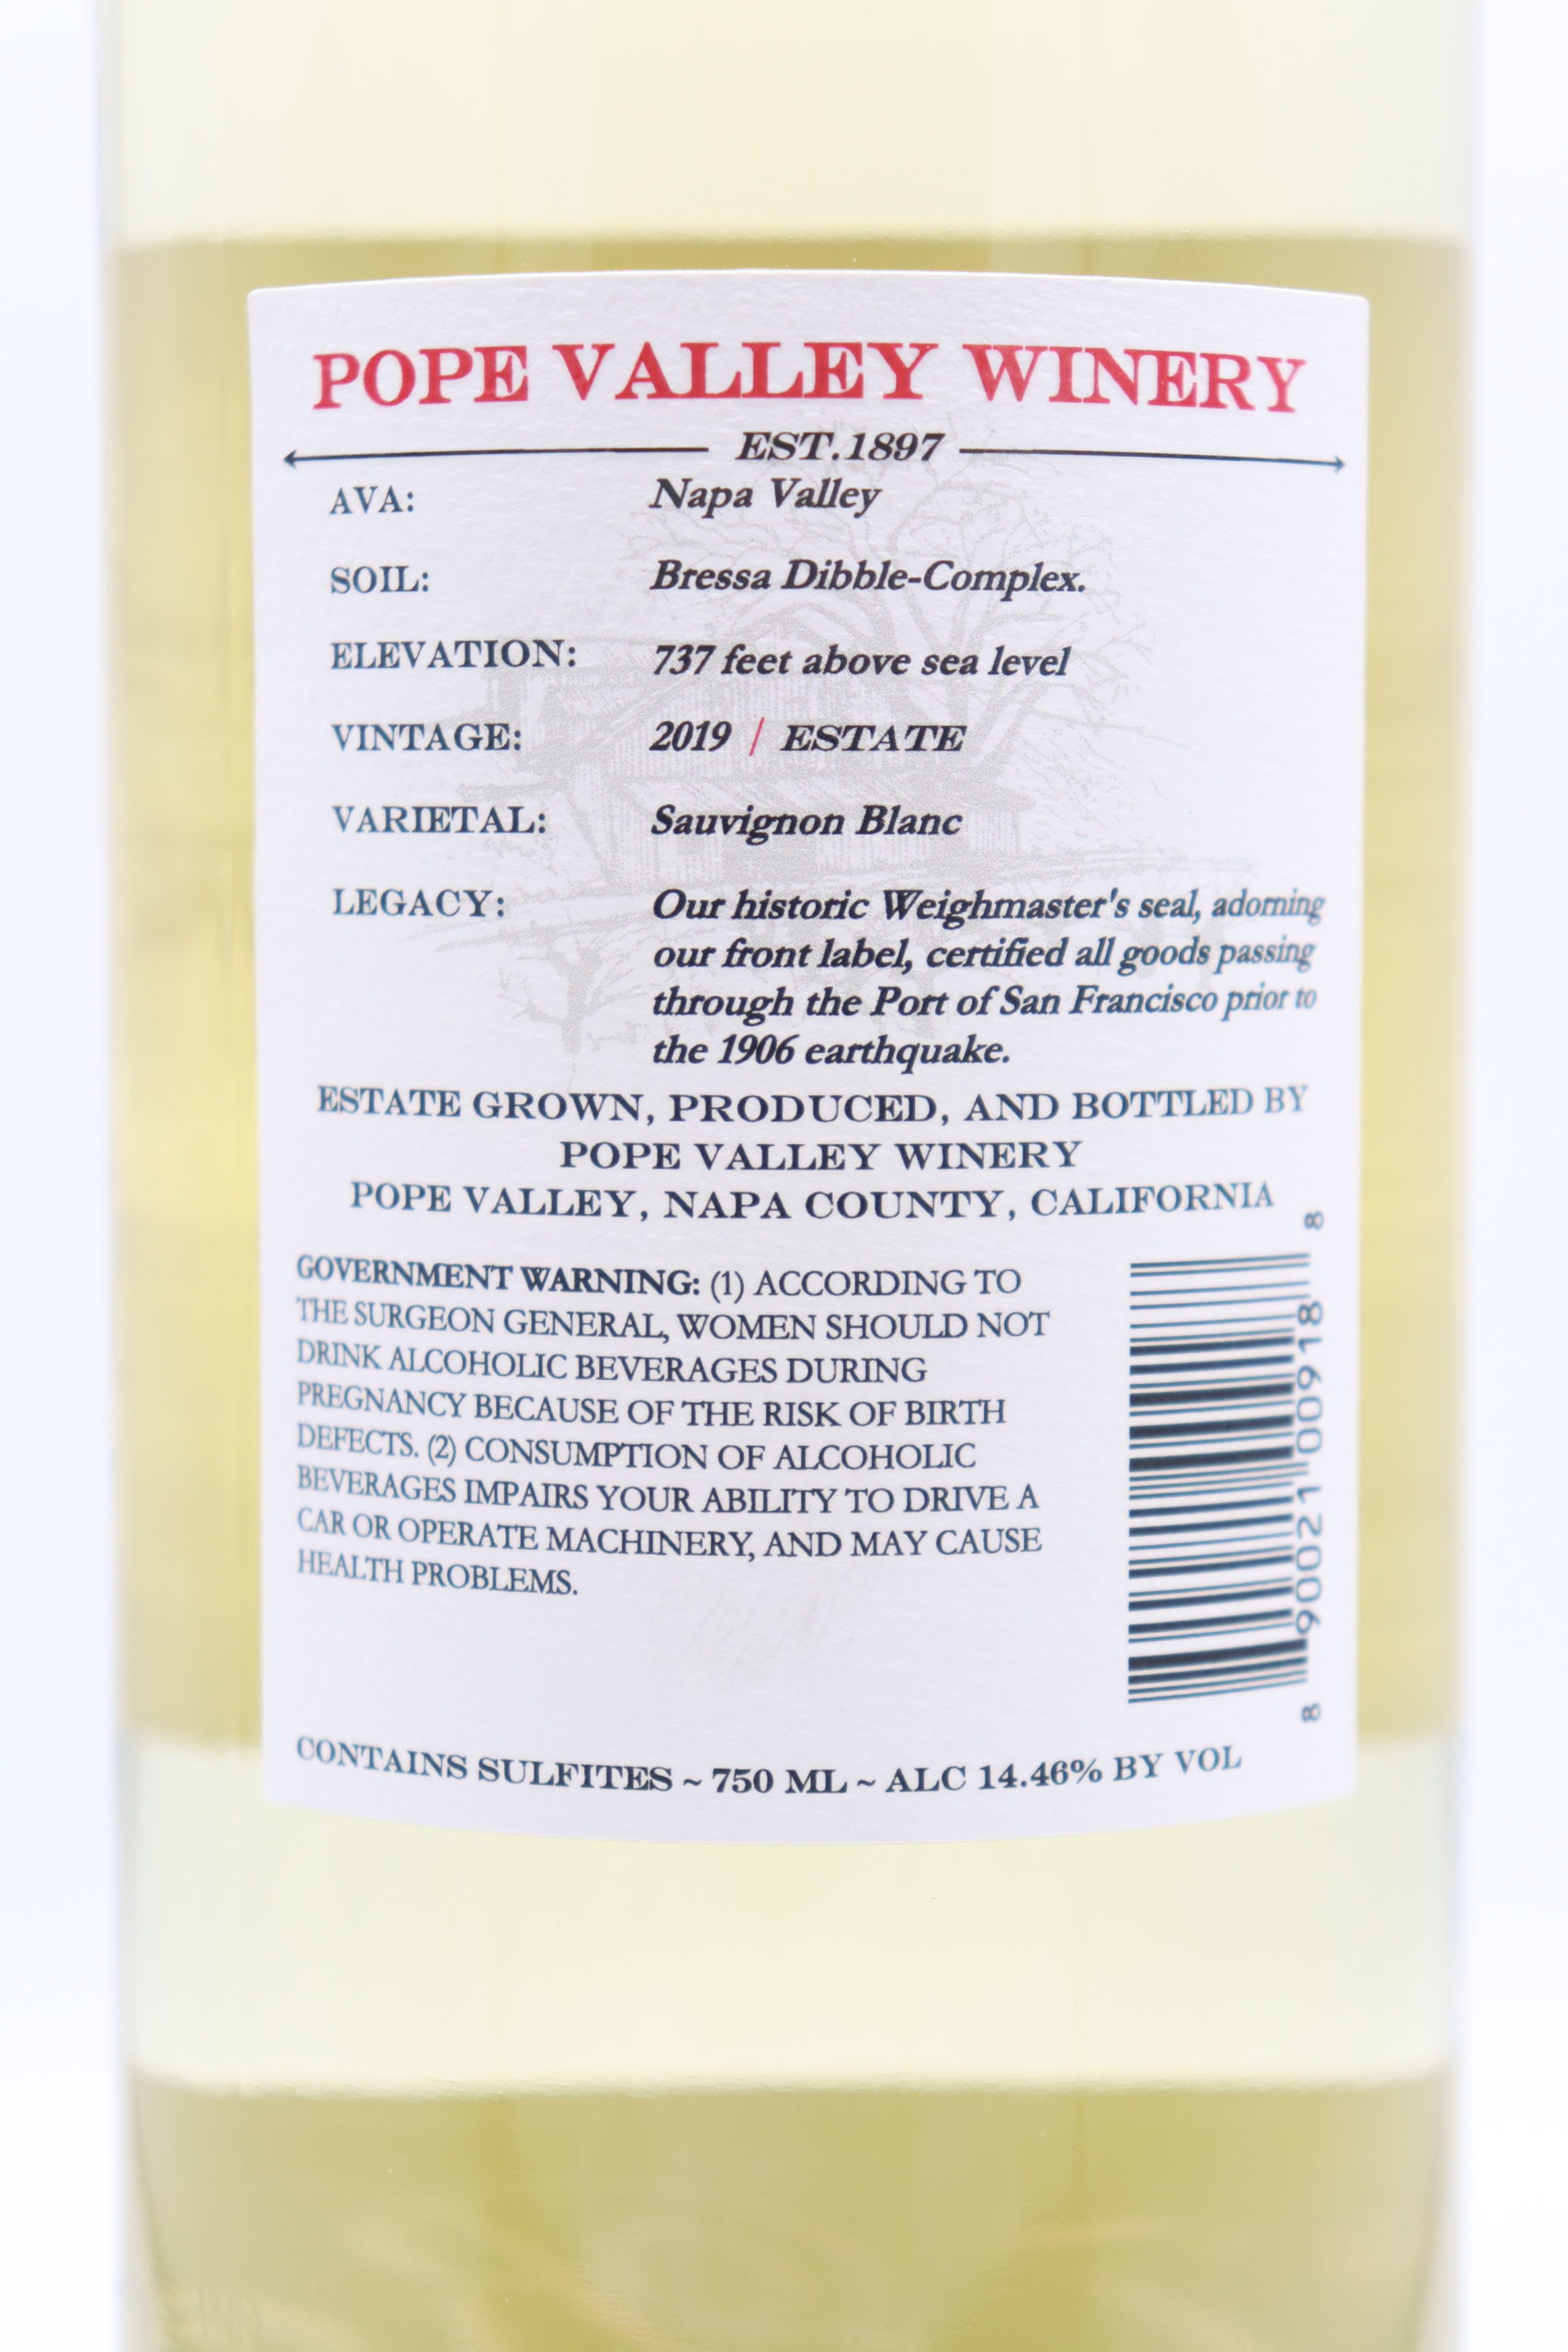 POPE VALLEY WINERY
EST.1897
AVA: Napa Valley
SOIL: Bressa Dibble-Complex.
ELEVATION: 737 feet above sea level
VINTAGE: 2019 / ESTATE
VARIETAL: Sauvignon Blanc
LEGACY: Our historic Weighmaster's seal, adorning
our front label, certified all goods passing
through the Port of San Francisco prior to
the 1906 earthquake.
ESTATE GROWN, PRODUCED, AND BOTTLED BY
POPE VALLEY WINERY
POPE VALLEY, NAPA COUNTY, CALIFORNIA
GOVERNMENT WARNING: (1) ACCORDING TO
THE SURGEON GENERAL, WOMEN SHOULD NOT
DRINK ALCOHOLIC BEVERAGES DURING
PREGNANCY BECAUSE OF THE RISK OF BIRTH
DEFECTS. (2) CONSUMPTION OF ALCOHOLIC
BEVERAGES IMPAIRS YOUR ABILITY TO DRIVE A
CAR OR OPERATE MACHINERY, AND MAY CAUSE
HEALTH PROBLEMS.
8 90021 00918 8
CONTAINS SULFITES ~ 750 ML ~ ALC 14.46% BY VOL